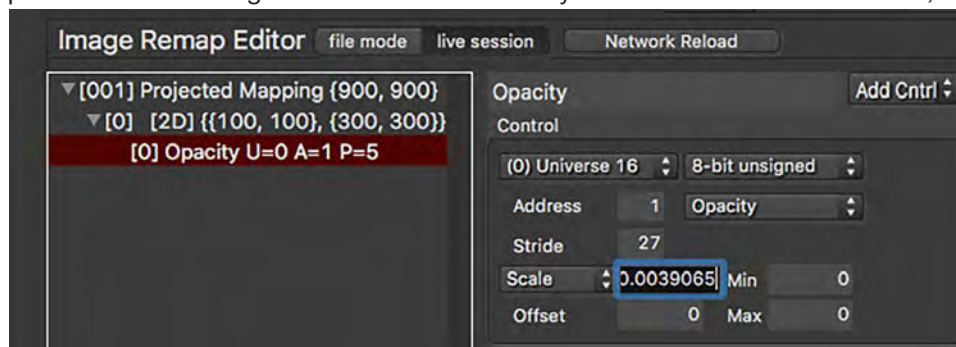 Image Remap Editor file mode live session Network Reload
[001] Projected Mapping {900, 900}
[0] [2D] {{100, 100}, {300, 300}}
[0] Opacity U=0 A=1 P=5
Opacity Add Cntrl
Control
(0) Universe 16 8-bit unsigned
Address 1 Opacity
Stride 27
Scale 0.0039065 Min 0
Offset 0 Max 0